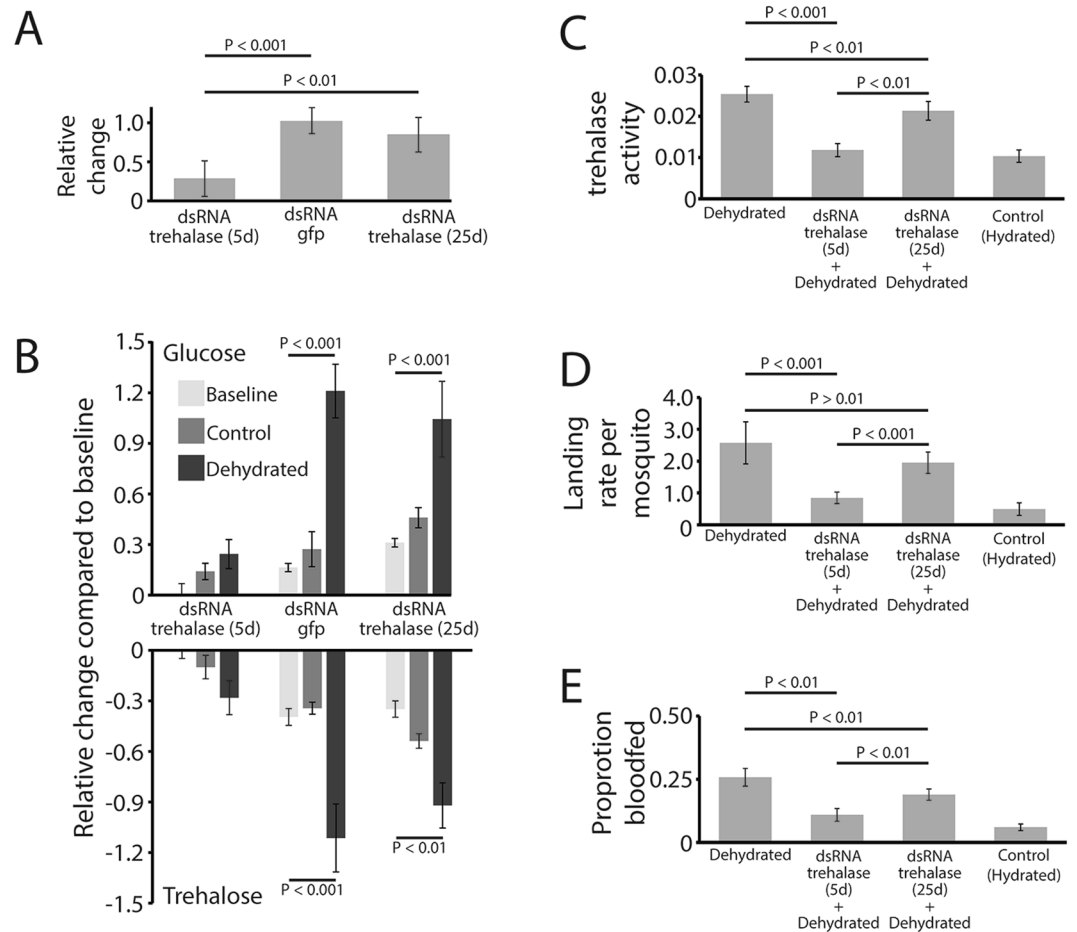 A
P < 0.001
P < 0.01
Relative
change
1.0
0.5
0
dsRNA
trehalase (5d)
dsRNA
gfp
dsRNA
trehalase (25d)
B
Relative change compared to baseline
1.5
1.2
0.9
0.6
0.3
0
Glucose
Baseline
Control
Dehydrated
P < 0.001
P < 0.001
dsRNA
trehalase (5d)
dsRNA
gfp
dsRNA
trehalase (25d)
0
-0.3
-0.6
-0.9
-1.2
-1.5
P < 0.01
P < 0.001
Trehalose
C
P < 0.001
P < 0.01
P < 0.01
trehalase
activity
0.03
0.02
0.01
0
Dehydrated
dsRNA
trehalase
(5d)
+
Dehydrated
dsRNA
trehalase
(25d)
+
Dehydrated
Control
(Hydrated)
D
P < 0.001
P > 0.01
P < 0.001
Landing
rate per
mosquito
4.0
3.0
2.0
1.0
0
Dehydrated
dsRNA
trehalase
(5d)
+
Dehydrated
dsRNA
trehalase
(25d)
+
Dehydrated
Control
(Hydrated)
E
P < 0.01
P < 0.01
P < 0.01
Proprotion
bloodfed
0.50
0.25
0
Dehydrated
dsRNA
trehalase
(5d)
+
Dehydrated
dsRNA
trehalase
(25d)
+
Dehydrated
Control
(Hydrated)